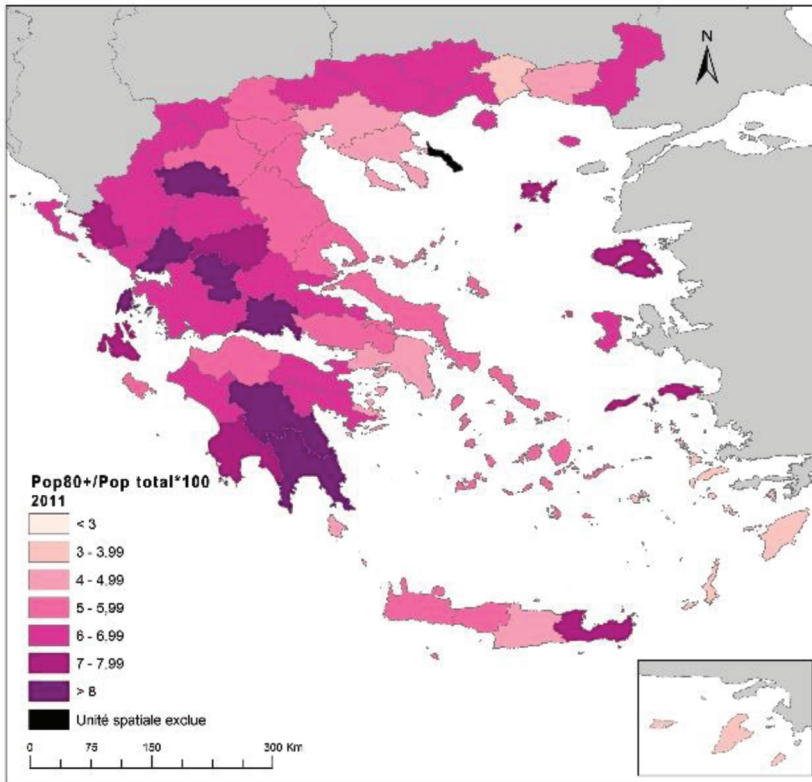 N
Pop80+/Pop total*100
2011
< 3
3 - 3.99
4 - 4,99
5 - 5,99
6 - 6,99
7 - 7,99
> 8
Unité spatiale exclue
0 75 150 300 Km